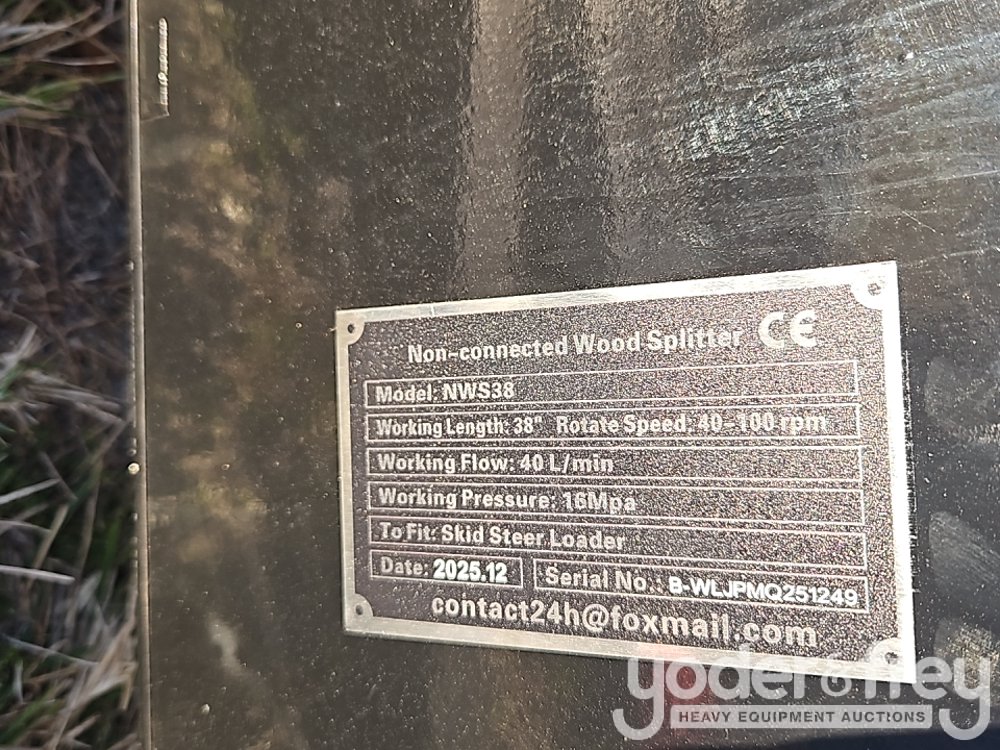 Non-connected Wood Splitter CE
Model: NWS38
Working Length: 38" Rotate Speed: 40-100 rpm
Working Flow: 40 L/min
Working Pressure: 16Mpa
To Fit: Skid Steer Loader
Date: 2025.12 Serial No.: B-WLJPMQ251249
contact24h@foxmail.com
yoder & frey
HEAVY EQUIPMENT AUCTIONS